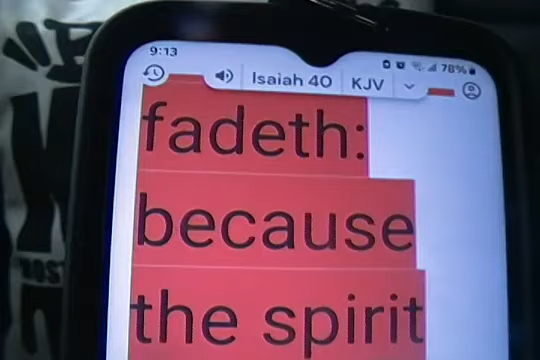 9:13
78%
Isaiah 40 KJV
fadeth:
because
the spirit